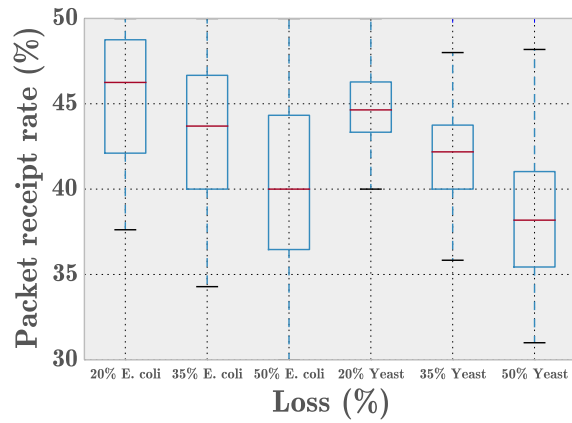 Packet receipt rate (%)
50
45
40
35
30
20% E. coli 35% E. coli 50% E. coli 20% Yeast 35% Yeast 50% Yeast
Loss (%)